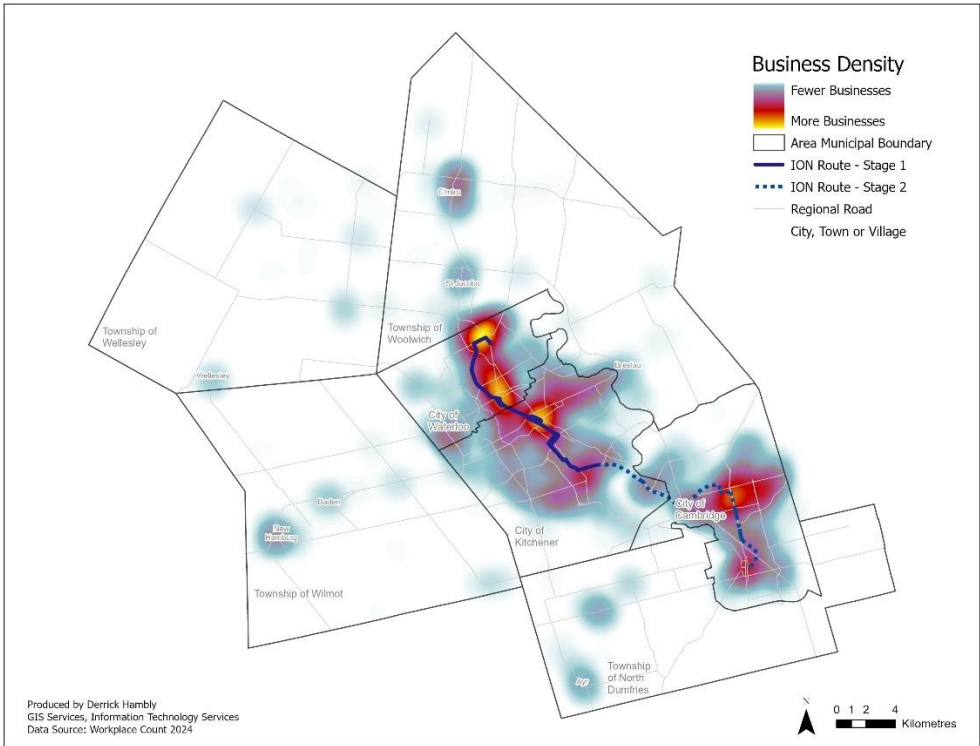 Business Density
Fewer Businesses
More Businesses
Area Municipal Boundary
ION Route - Stage 1
ION Route - Stage 2
Regional Road
City, Town or Village
Elmira
St Jacobs
Township of
Woolwich
Township of
Wellesley
Wellesley
Breslau
City of
Waterloo
City of
Cambridge
Baden
New
Hamburg
City of
Kitchener
Township of Wilmot
Ayr
Township
of North
Dumfries
Produced by Derrick Hambly
GIS Services, Information Technology Services
Data Source: Workplace Count 2024
N
0 1 2 4
Kilometres